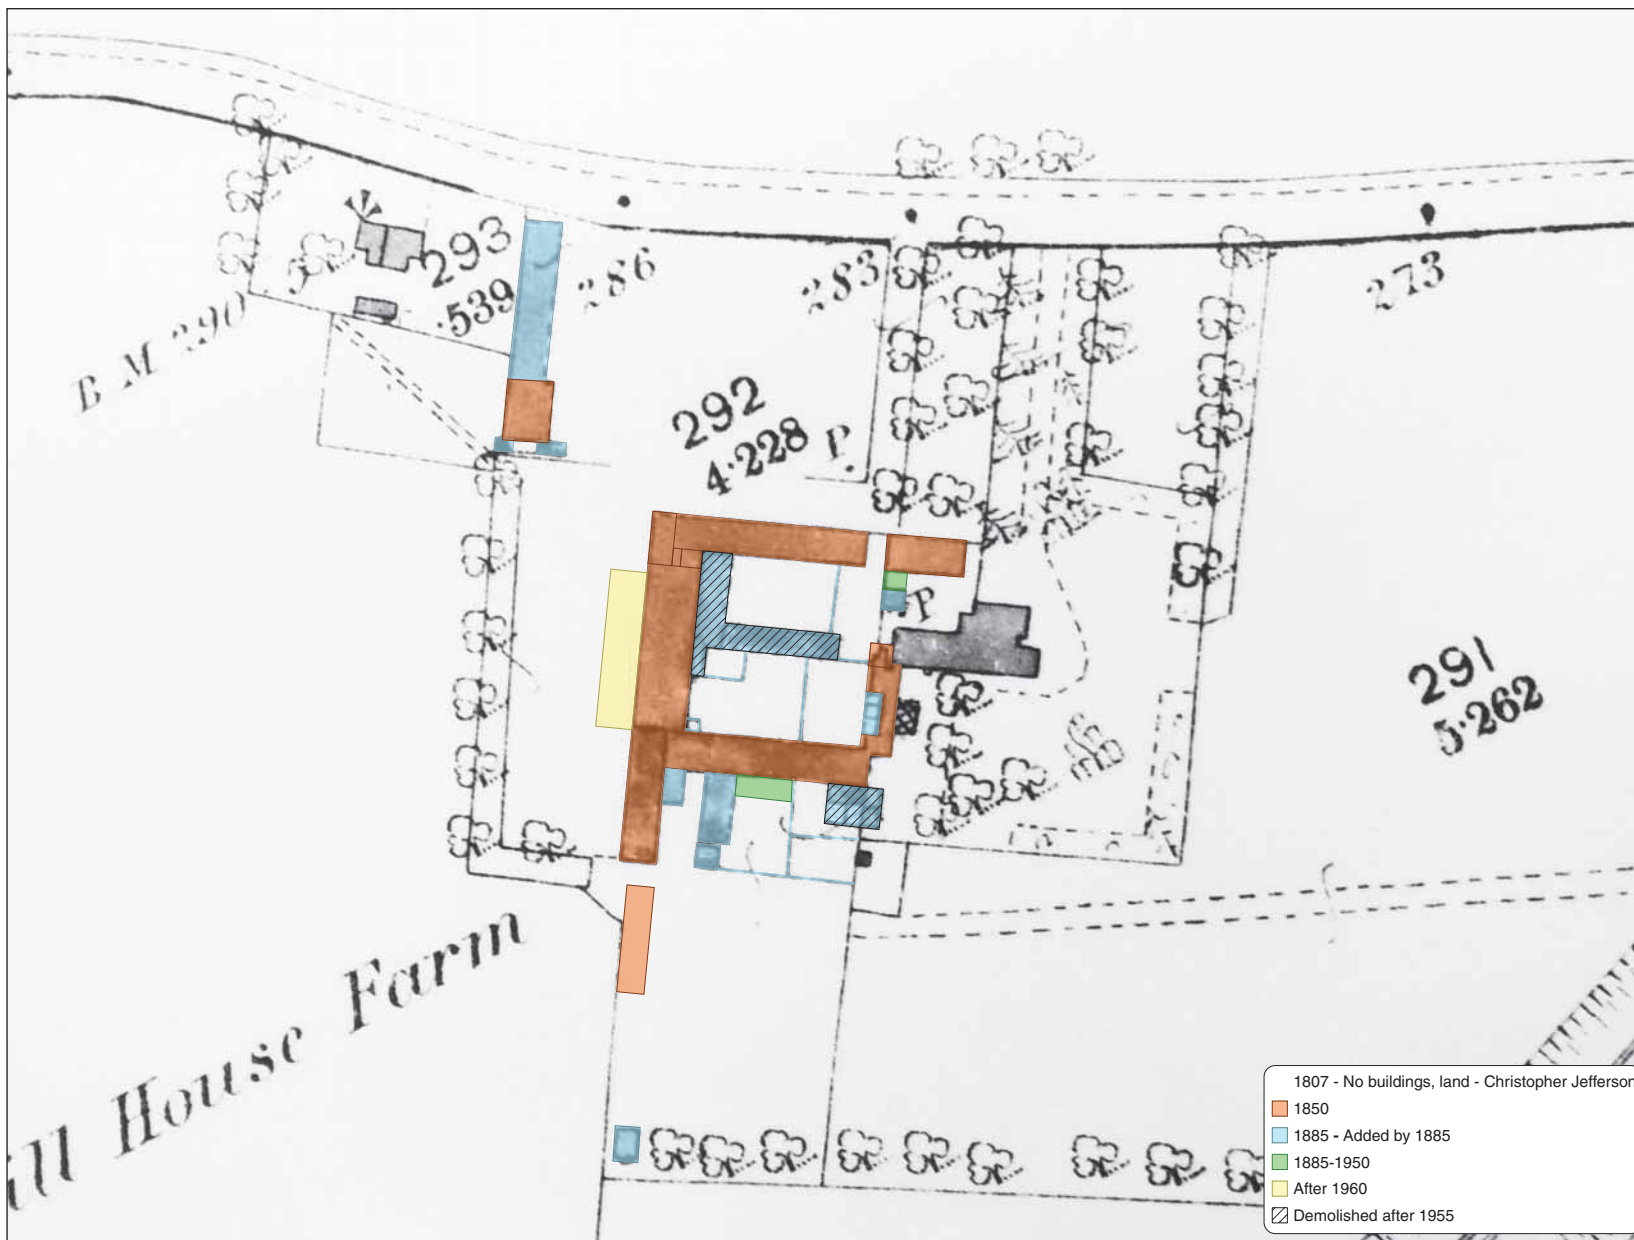 293
.539
286
283
273
B M 290
5
292
4.228
P.
P
291
5.262
ill House Farm
1807 - No buildings, land - Christopher Jefferson
1850
1885 - Added by 1885
1885-1950
After 1960
Demolished after 1955